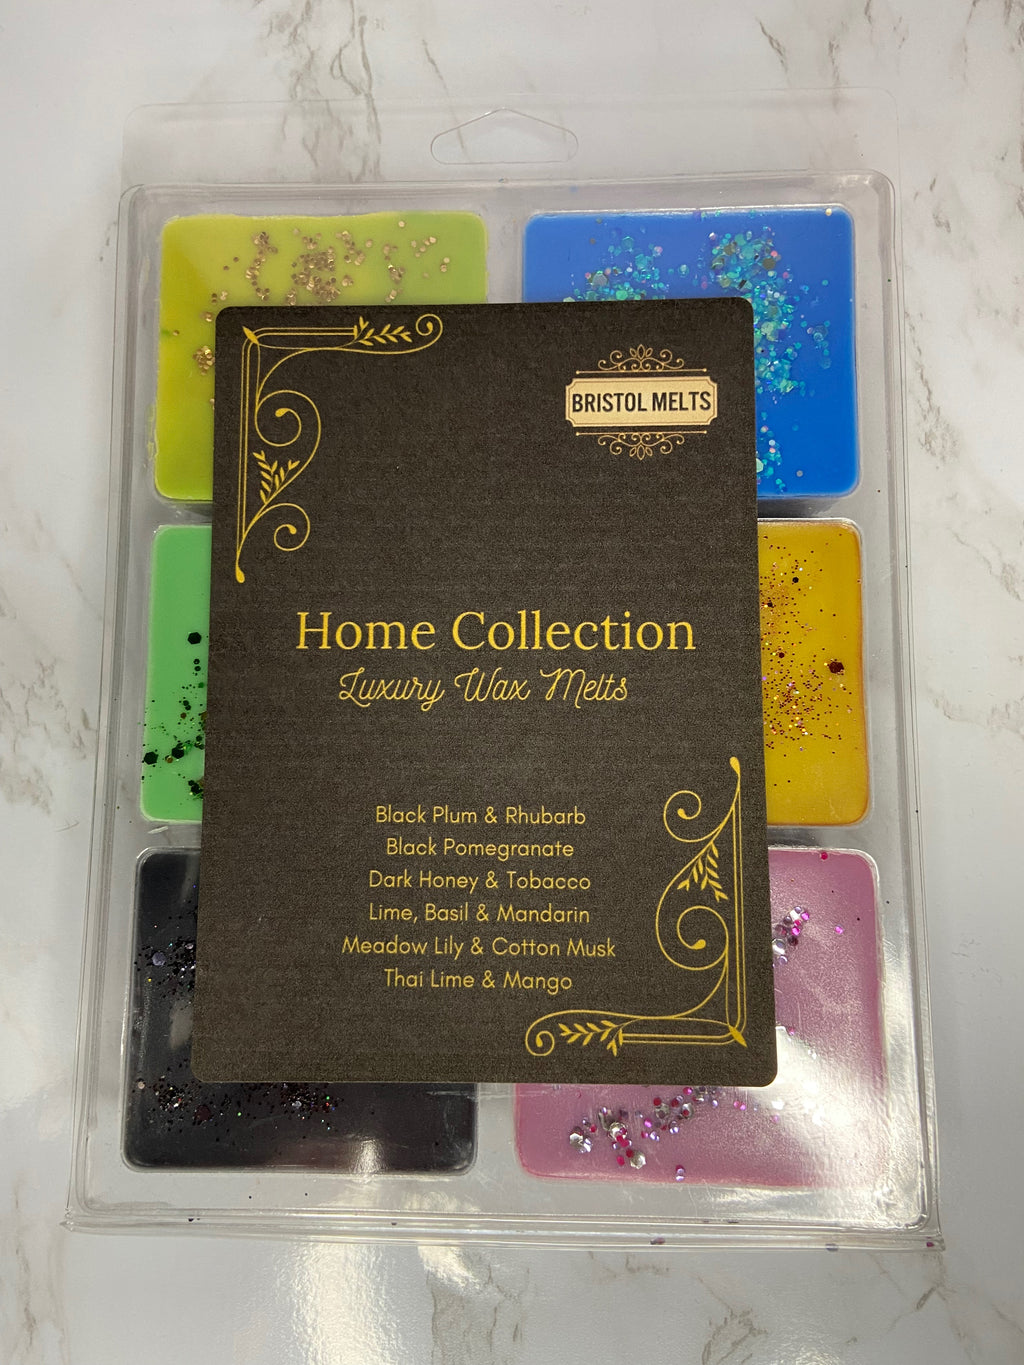 BRISTOL MELTS
Home Collection
Luxury Wax Melts
Black Plum & Rhubarb
Black Pomegranate
Dark Honey & Tobacco
Lime, Basil & Mandarin
Meadow Lily & Cotton Musk
Thai Lime & Mango